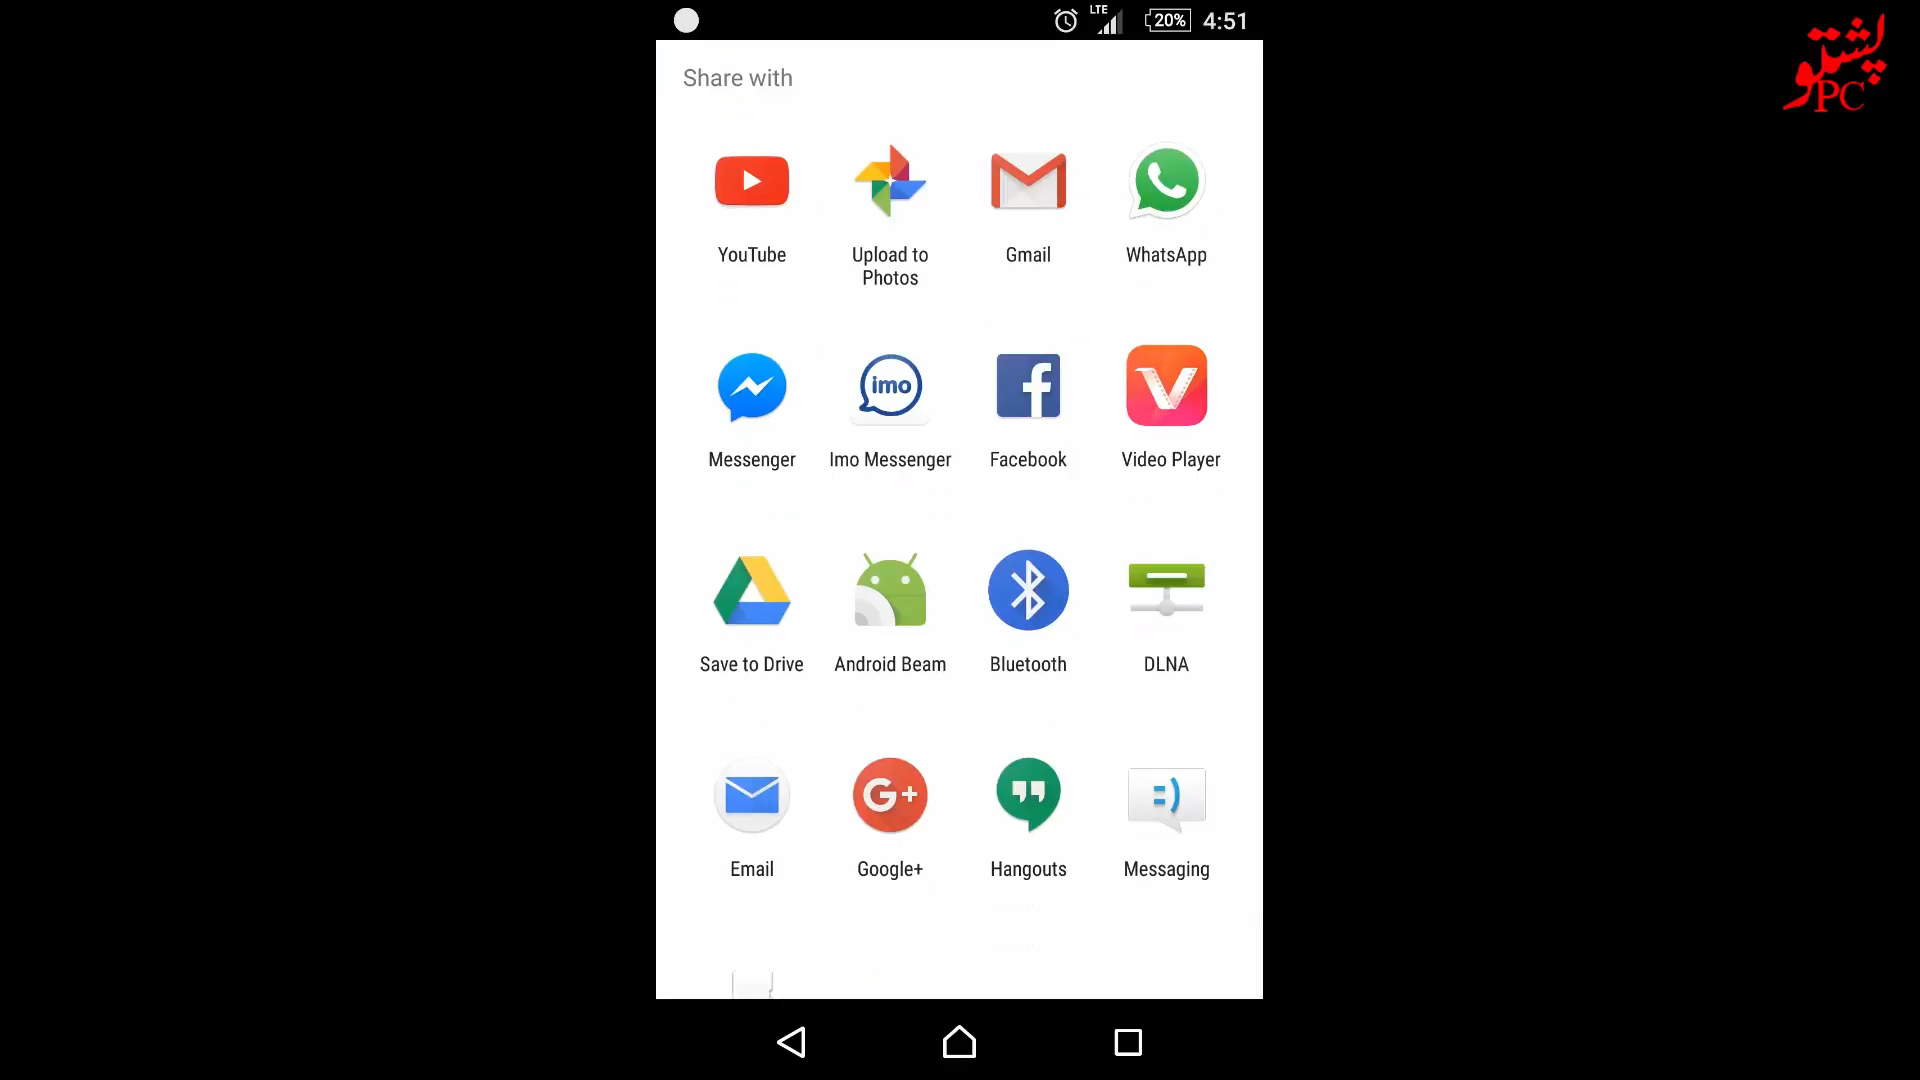 LTE
20%
4:51
پښتو
PC
Share with
YouTube
Upload to
Photos
Gmail
WhatsApp
Messenger
imo
Imo Messenger
Facebook
Video Player
Save to Drive
Android Beam
Bluetooth
DLNA
G+
Email
Google+
Hangouts
:)
Messaging